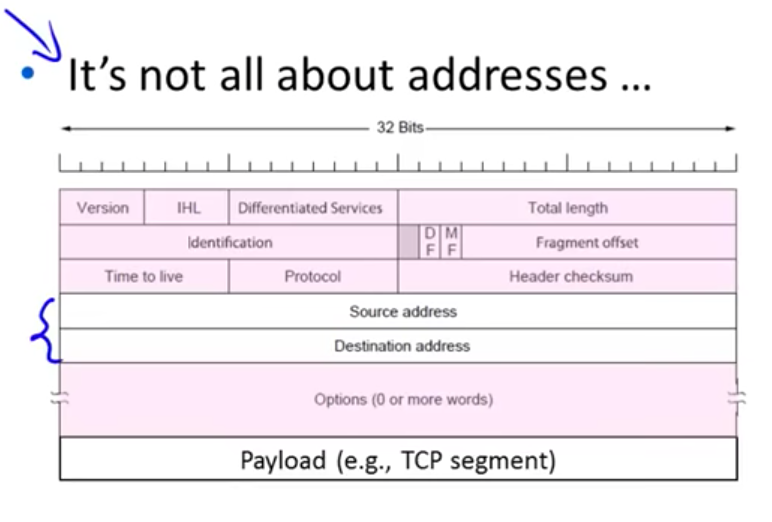 • It's not all about addresses ...
32 Bits
Version IHL Differentiated Services Total length
Identification D F M F Fragment offset
Time to live Protocol Header checksum
Source address
Destination address
Options (0 or more words)
Payload (e.g., TCP segment)